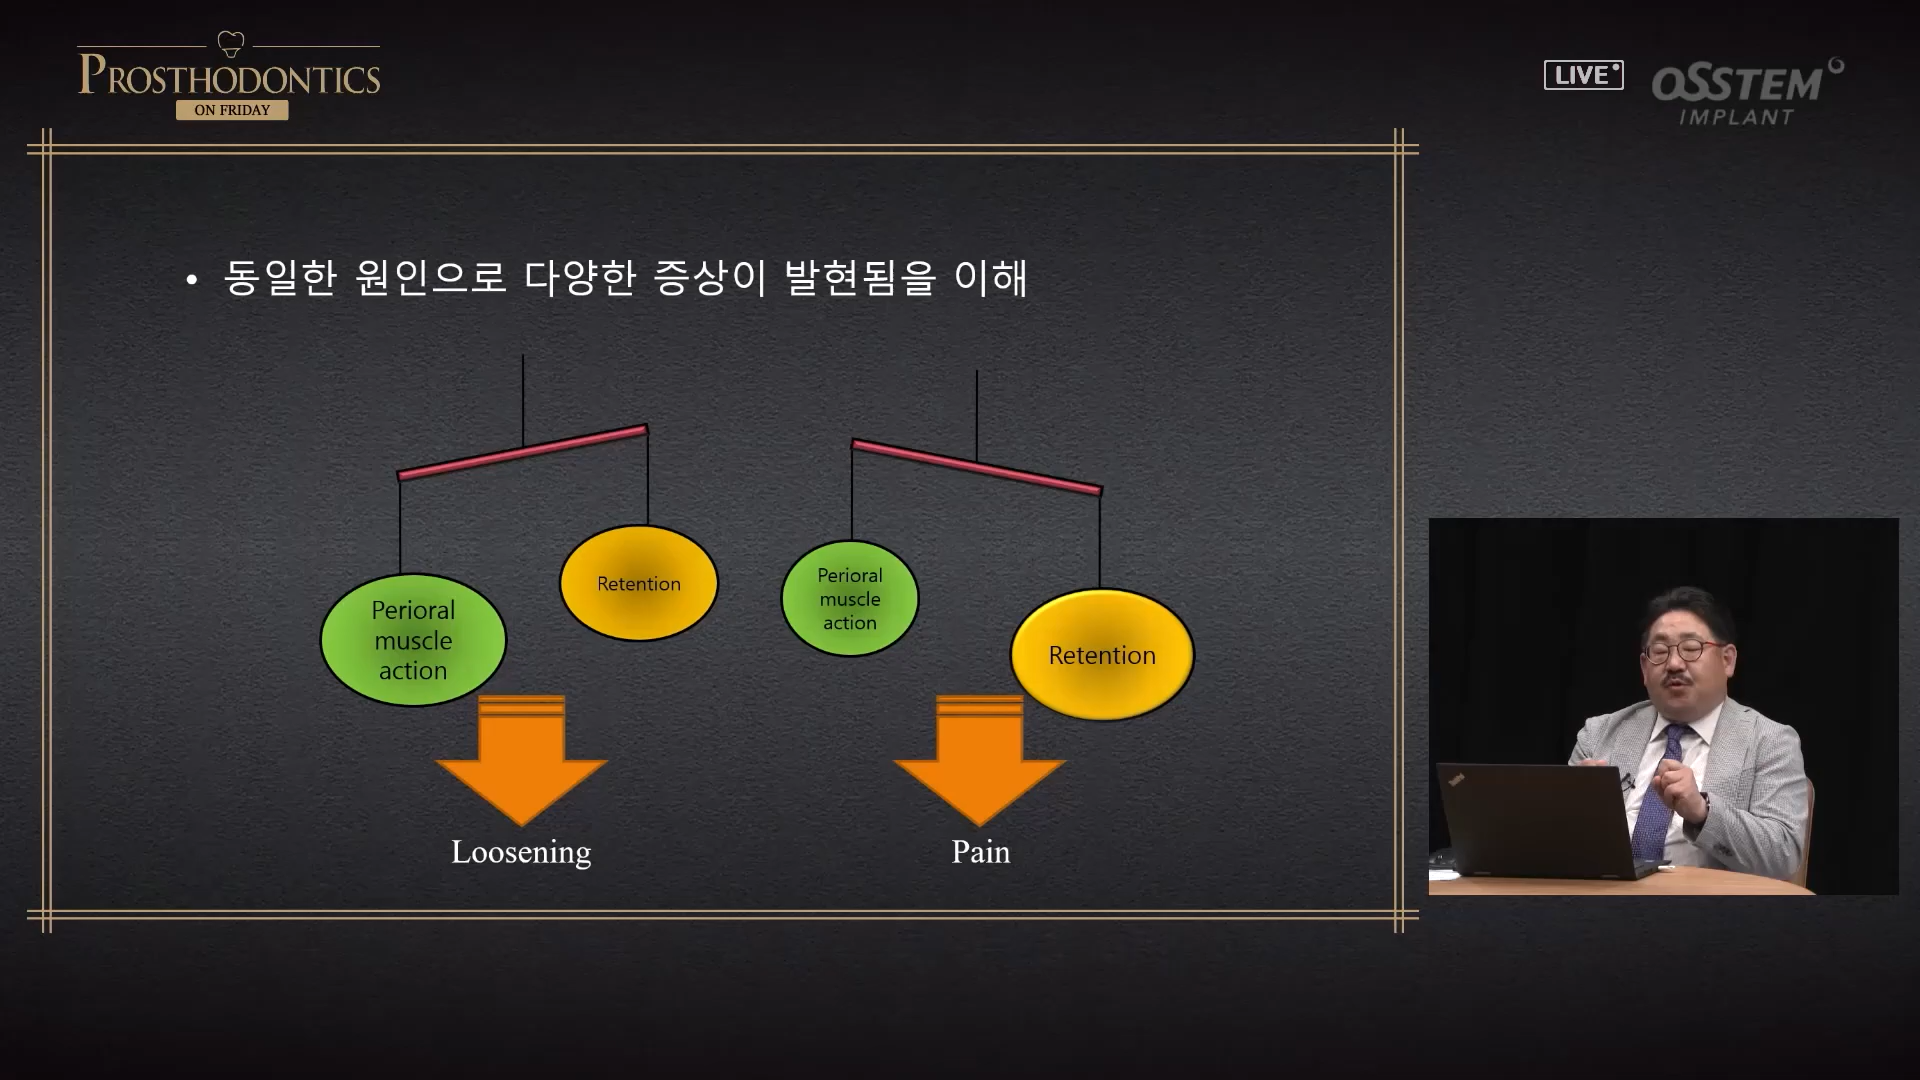 PROSTHODONTICS
ON FRIDAY
LIVE
OSSTEM
IMPLANT
• 동일한 원인으로 다양한 증상이 발현됨을 이해
Perioral
muscle
action
Retention
Perioral
muscle
action
Retention
Loosening
Pain